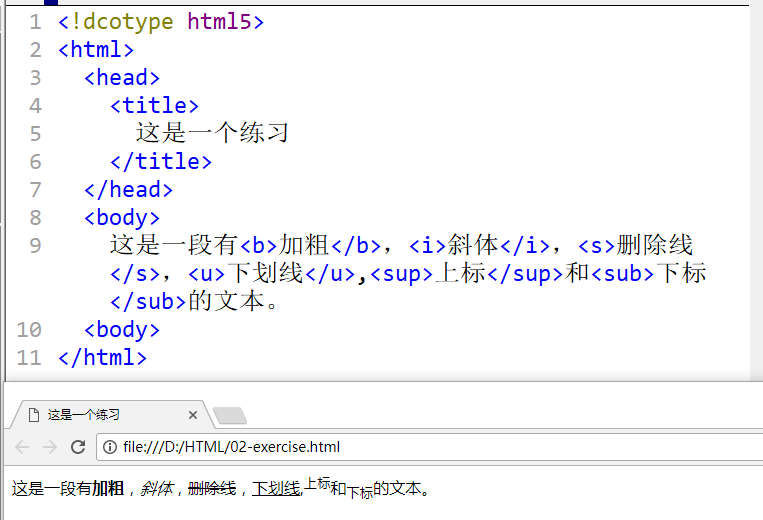 1 <!dcotype html5>
2 <html>
3 <head>
4 <title>
5 这是一个练习
6 </title>
7 </head>
8 <body>
9 这是一段有<b>加粗</b>，<i>斜体</i>，<s>删除线
</s>，<u>下划线</u>,<sup>上标</sup>和<sub>下标
</sub>的文本。
10 <body>
11 </html>
这是一个练习
file:///D:/HTML/02-exercise.html
这是一段有加粗，斜体，删除线，下划线,上标和下标的文本。